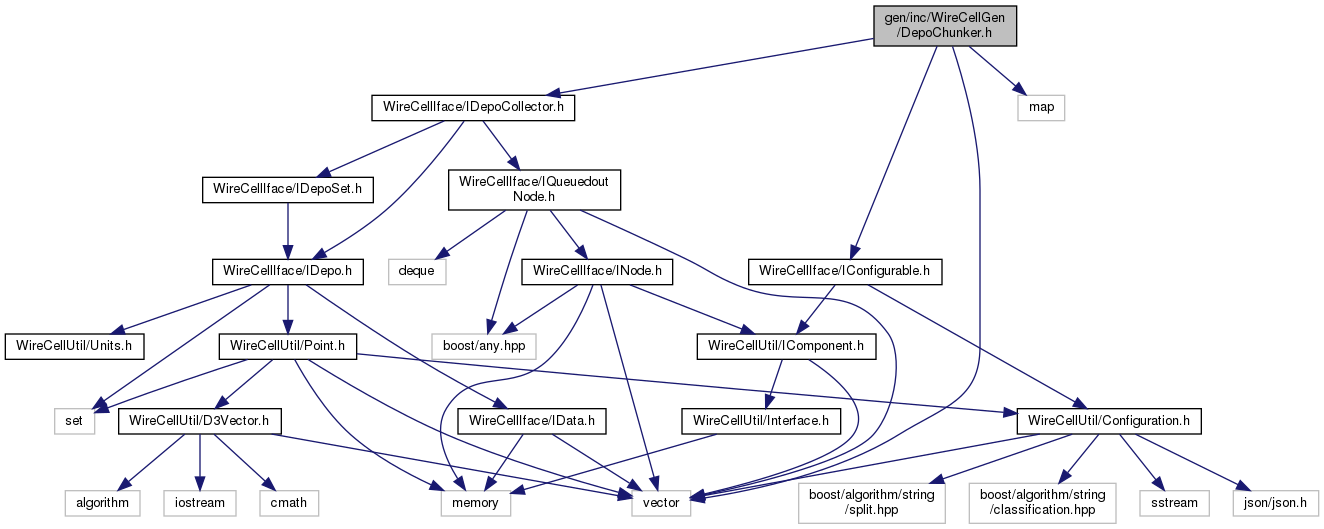 gen/inc/WireCellGen
/DepoChunker.h
WireCellIface/IDepoCollector.h
map
WireCellIface/IDepoSet.h
WireCellIface/IQueuedout
Node.h
WireCellIface/IDepo.h
deque
WireCellIface/INode.h
WireCellIface/IConfigurable.h
WireCellUtil/Units.h
WireCellUtil/Point.h
boost/any.hpp
WireCellUtil/IComponent.h
set
WireCellUtil/D3Vector.h
WireCellIface/IData.h
WireCellUtil/Interface.h
WireCellUtil/Configuration.h
algorithm
iostream
cmath
memory
vector
boost/algorithm/string
/split.hpp
boost/algorithm/string
/classification.hpp
sstream
json/json.h